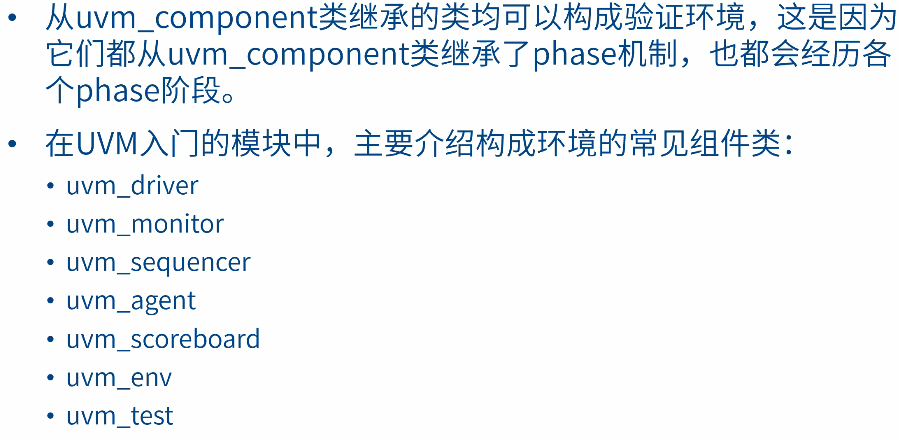 • 从uvm_component类继承的类均可以构成验证环境，这是因为
它们都从uvm_component类继承了phase机制，也都会经历各
个phase阶段。
• 在UVM入门的模块中，主要介绍构成环境的常见组件类：
• uvm_driver
• uvm_monitor
• uvm_sequencer
• uvm_agent
• uvm_scoreboard
• uvm_env
• uvm_test